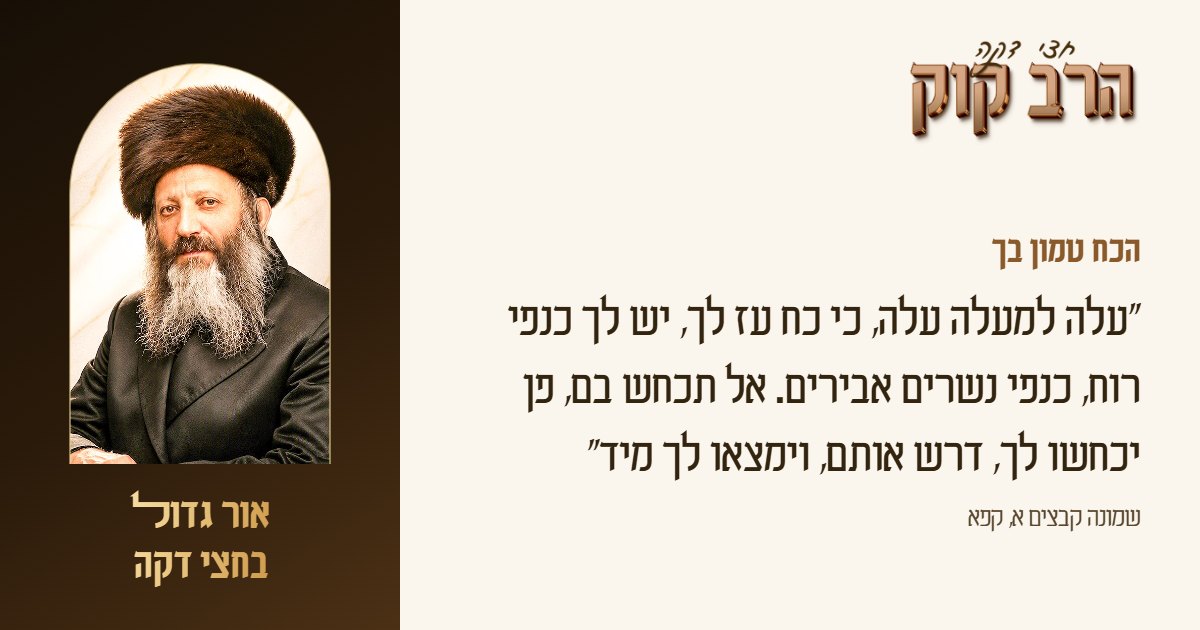 חצי דקה
הרב קוק
הכח טמון בך
"עלה למעלה עלה, כי כח עז לך, יש לך כנפי
רוח, כנפי נשרים אבירים. אל תכחש בם, פן
יכחשו לך, דרש אותם, וימצאו לך מיד"
שמונה קבצים א, קפא
אור גדול
בחצי דקה